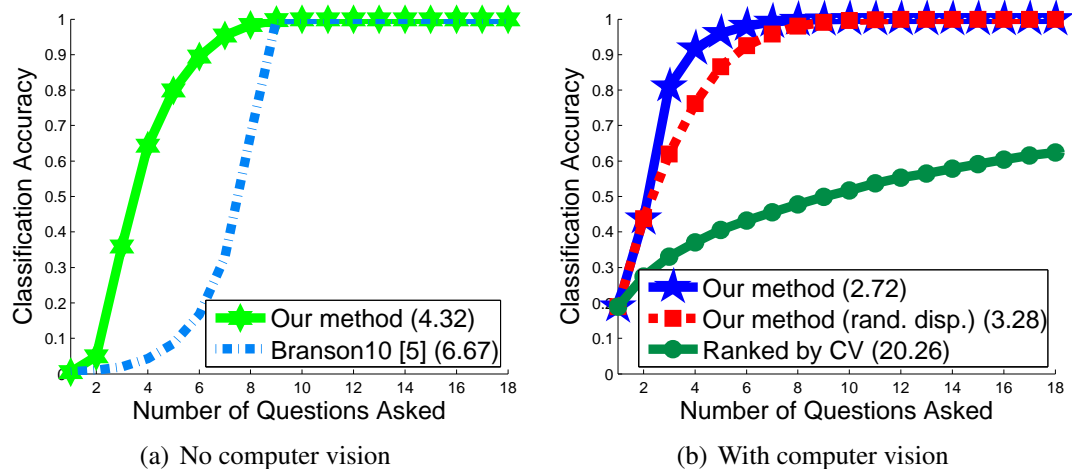 1
0.9
0.8
0.7
0.6
0.5
0.4
0.3
0.2
0.1
0
2 4 6 8 10 12 14 16 18
Classification Accuracy
Number of Questions Asked
Our method (4.32)
Branson10 [5] (6.67)
(a) No computer vision
1
0.9
0.8
0.7
0.6
0.5
0.4
0.3
0.2
0.1
0
2 4 6 8 10 12 14 16 18
Classification Accuracy
Number of Questions Asked
Our method (2.72)
Our method (rand. disp.) (3.28)
Ranked by CV (20.26)
(b) With computer vision